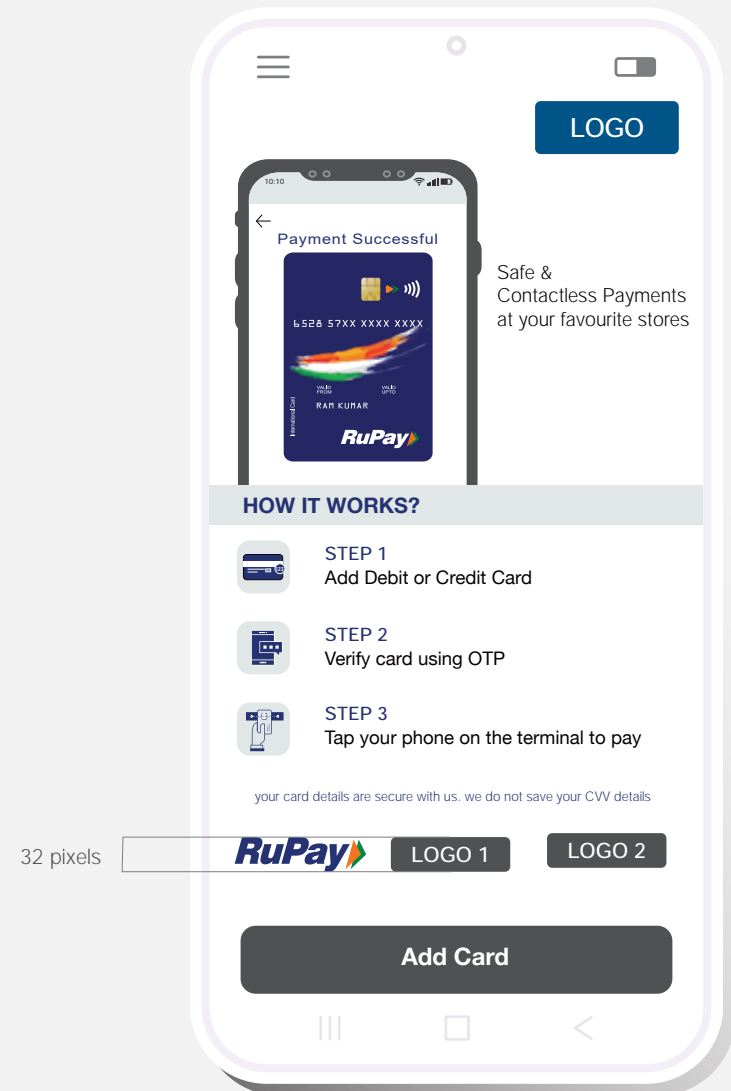 LOGO
10:10
Payment Successful
6528 57XX XXXX XXXX
VALID FROM
VALID UPTO
RAM KUMAR
International Card
RuPay
Safe &
Contactless Payments
at your favourite stores
HOW IT WORKS?
STEP 1
Add Debit or Credit Card
STEP 2
Verify card using OTP
STEP 3
Tap your phone on the terminal to pay
your card details are secure with us. we do not save your CVV details
32 pixels
RuPay
LOGO 1
LOGO 2
Add Card